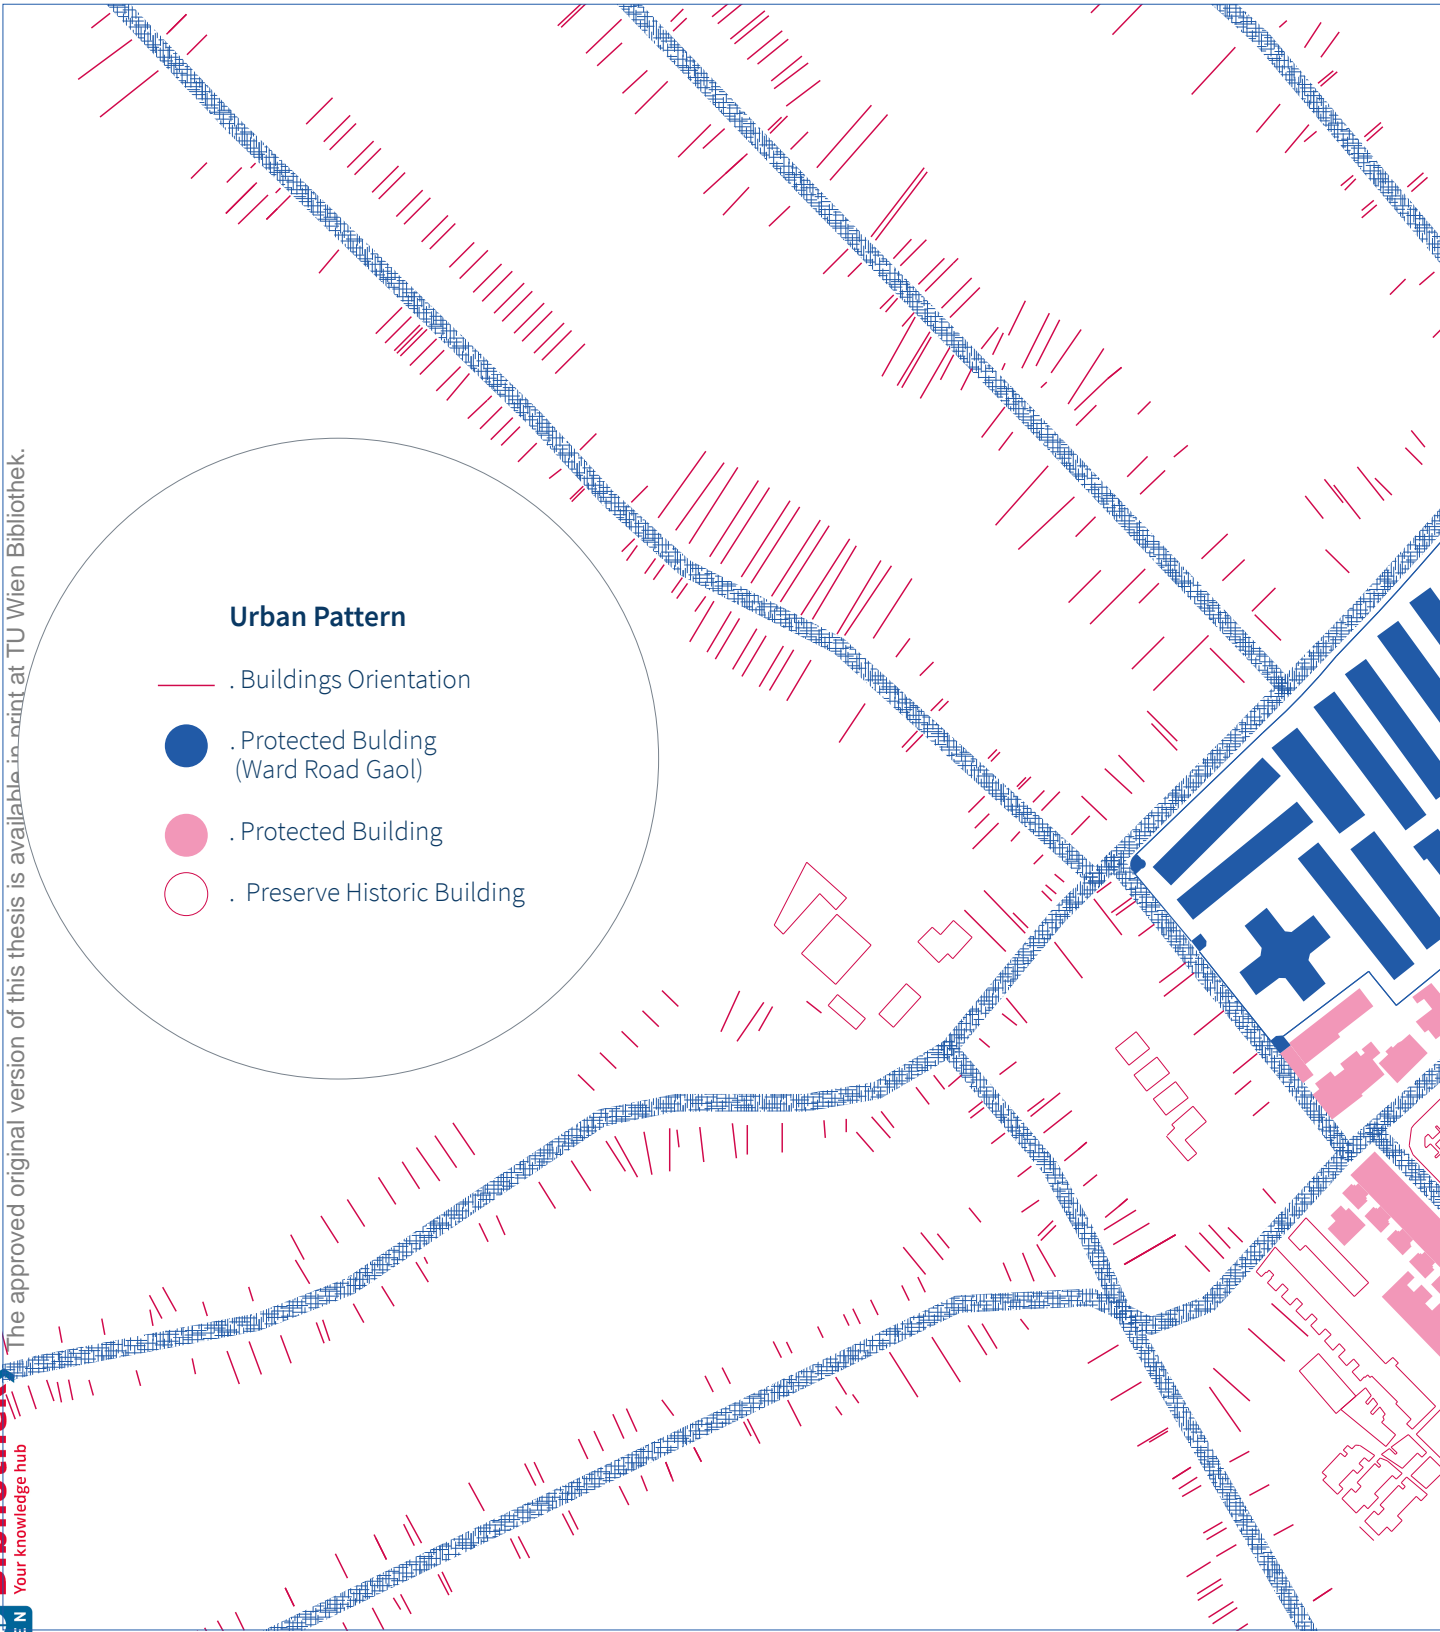 Urban Pattern
. Buildings Orientation
. Protected Bulding
(Ward Road Gaol)
. Protected Building
. Preserve Historic Building
The approved original version of this thesis is available in print at TU Wien Bibliothek.
Your knowledge hub